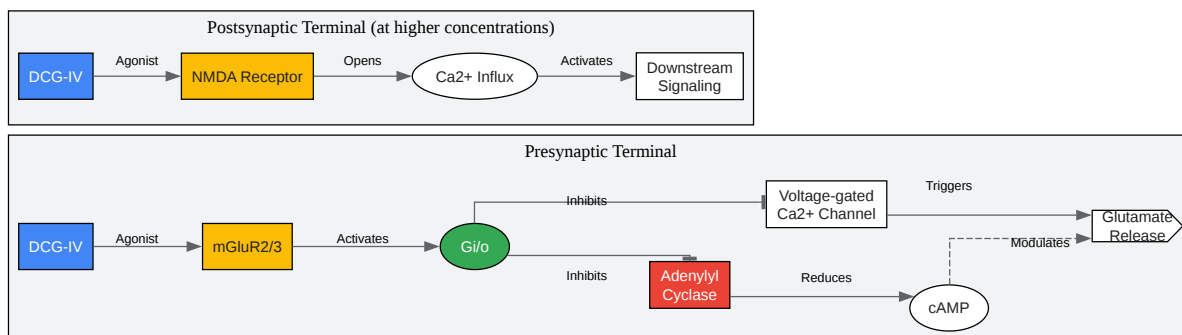 Postsynaptic Terminal (at higher concentrations)
DCG-IV
Agonist
NMDA Receptor
Opens
Ca2+ Influx
Activates
Downstream
Signaling
Presynaptic Terminal
DCG-IV
Agonist
mGluR2/3
Activates
Gi/o
Inhibits
Voltage-gated
Ca2+ Channel
Triggers
Glutamate
Release
Inhibits
Adenylyl
Cyclase
Reduces
cAMP
Modulates